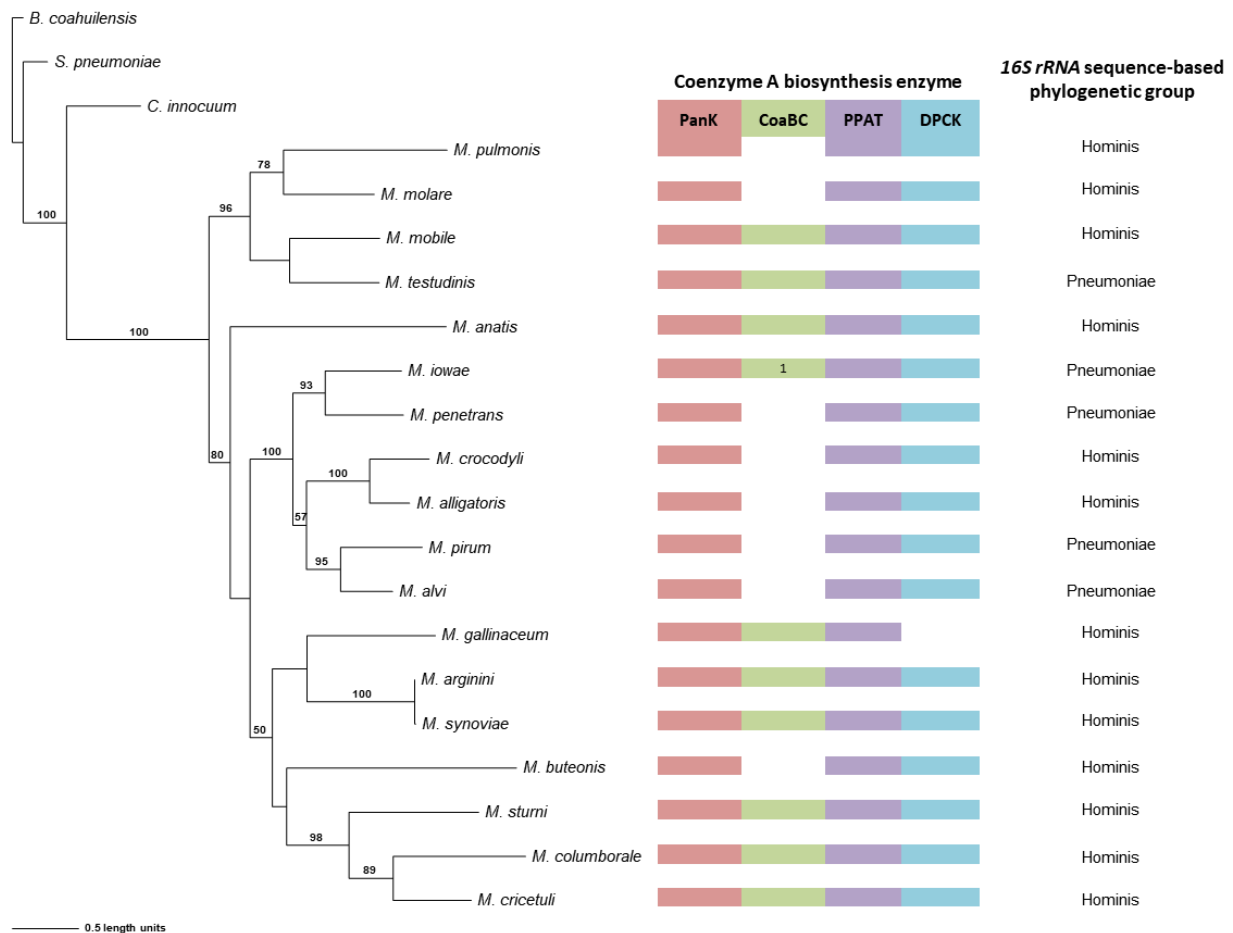 B. coahuilensis
S. pneumoniae
C. innocuum
Coenzyme A biosynthesis enzyme
16S rRNA sequence-based
phylogenetic group
PanK CoaBC PPAT DPCK
M. pulmonis Hominis
78
M. molare Hominis
96
100
M. mobile Hominis
M. testudinis Pneumoniae
M. anatis Hominis
100
M. iowae 1 Pneumoniae
93
M. penetrans Pneumoniae
M. crocodyli Hominis
80
100
100
M. alligatoris Hominis
57
M. pirum Pneumoniae
95
M. alvi Pneumoniae
M. gallinaceum Hominis
M. arginini Hominis
100
M. synoviae Hominis
50
M. buteonis Hominis
M. sturni Hominis
98
M. columborale Hominis
89
M. cricetuli Hominis
0.5 length units